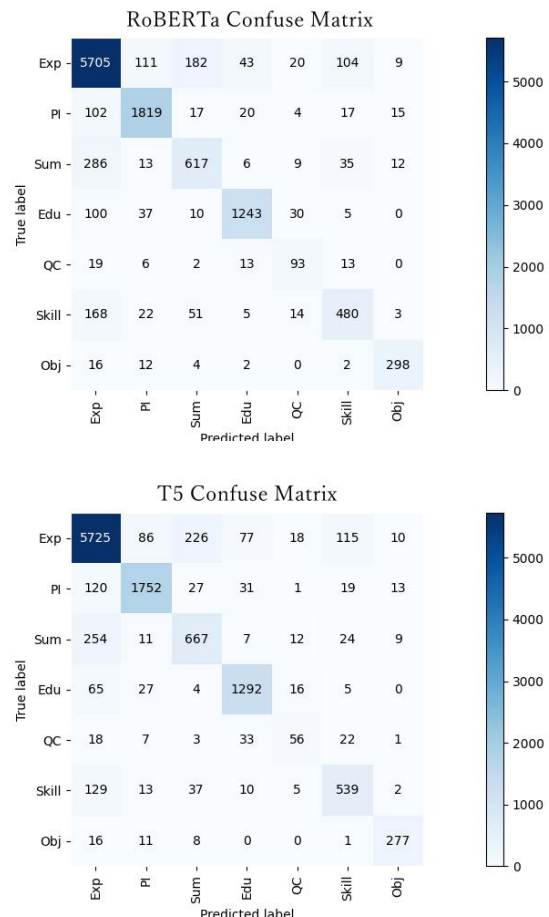 RoBERTa Confuse Matrix
Exp 5705 111 182 43 20 104 9
PI 102 1819 17 20 4 17 15
Sum 286 13 617 6 9 35 12
Edu 100 37 10 1243 30 5 0
QC 19 6 2 13 93 13 0
Skill 168 22 51 5 14 480 3
Obj 16 12 4 2 0 2 298
True label
Exp PI Sum Edu QC Skill Obj
Predicted label
5000
4000
3000
2000
1000
0
T5 Confuse Matrix
Exp 5725 86 226 77 18 115 10
PI 120 1752 27 31 1 19 13
Sum 254 11 667 7 12 24 9
Edu 65 27 4 1292 16 5 0
QC 18 7 3 33 56 22 1
Skill 129 13 37 10 5 539 2
Obj 16 11 8 0 0 1 277
True label
Exp PI Sum Edu QC Skill Obj
Predicted label
5000
4000
3000
2000
1000
0